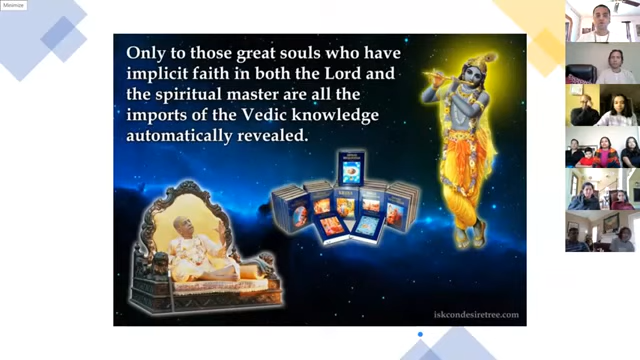 Minimize
Only to those great souls who have
implicit faith in both the Lord and
the spiritual master are all the
imports of the Vedic knowledge
automatically revealed.
iskcondesiretree.com